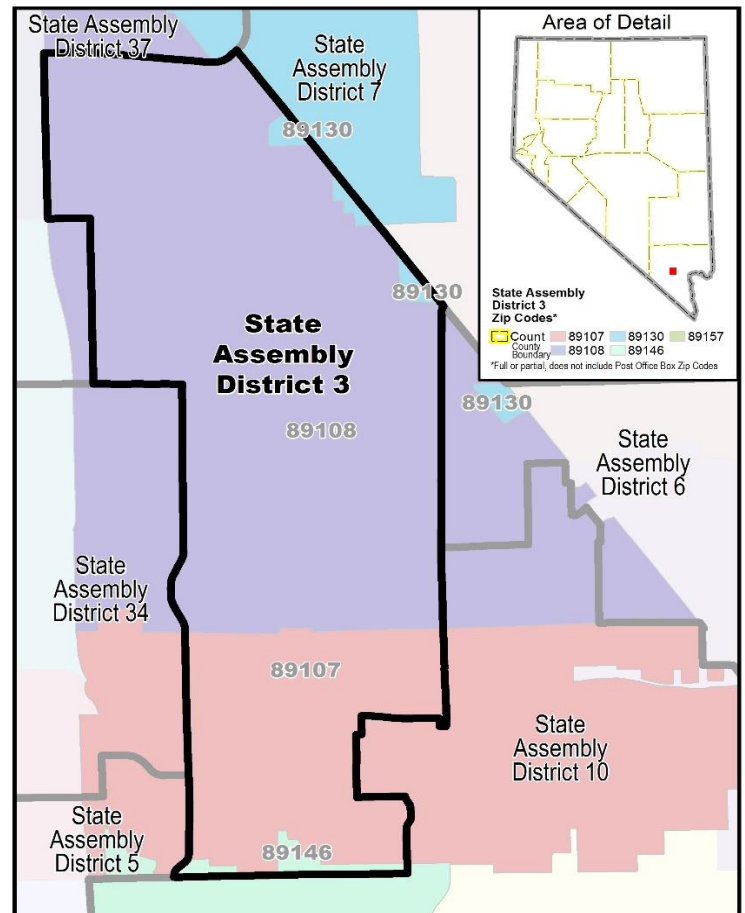 State Assembly
District 37
State
Assembly
District 7
89130
89130
State
Assembly
District 3
89108
89130
State
Assembly
District 6
State
Assembly
District 34
89107
State
Assembly
District 10
State
Assembly
District 5
89146
Area of Detail
State Assembly
District 3
Zip Codes*
Count
County
Boundary
89107
89130
89157
89108
89146
*Full or partial, does not include Post Office Box Zip Codes